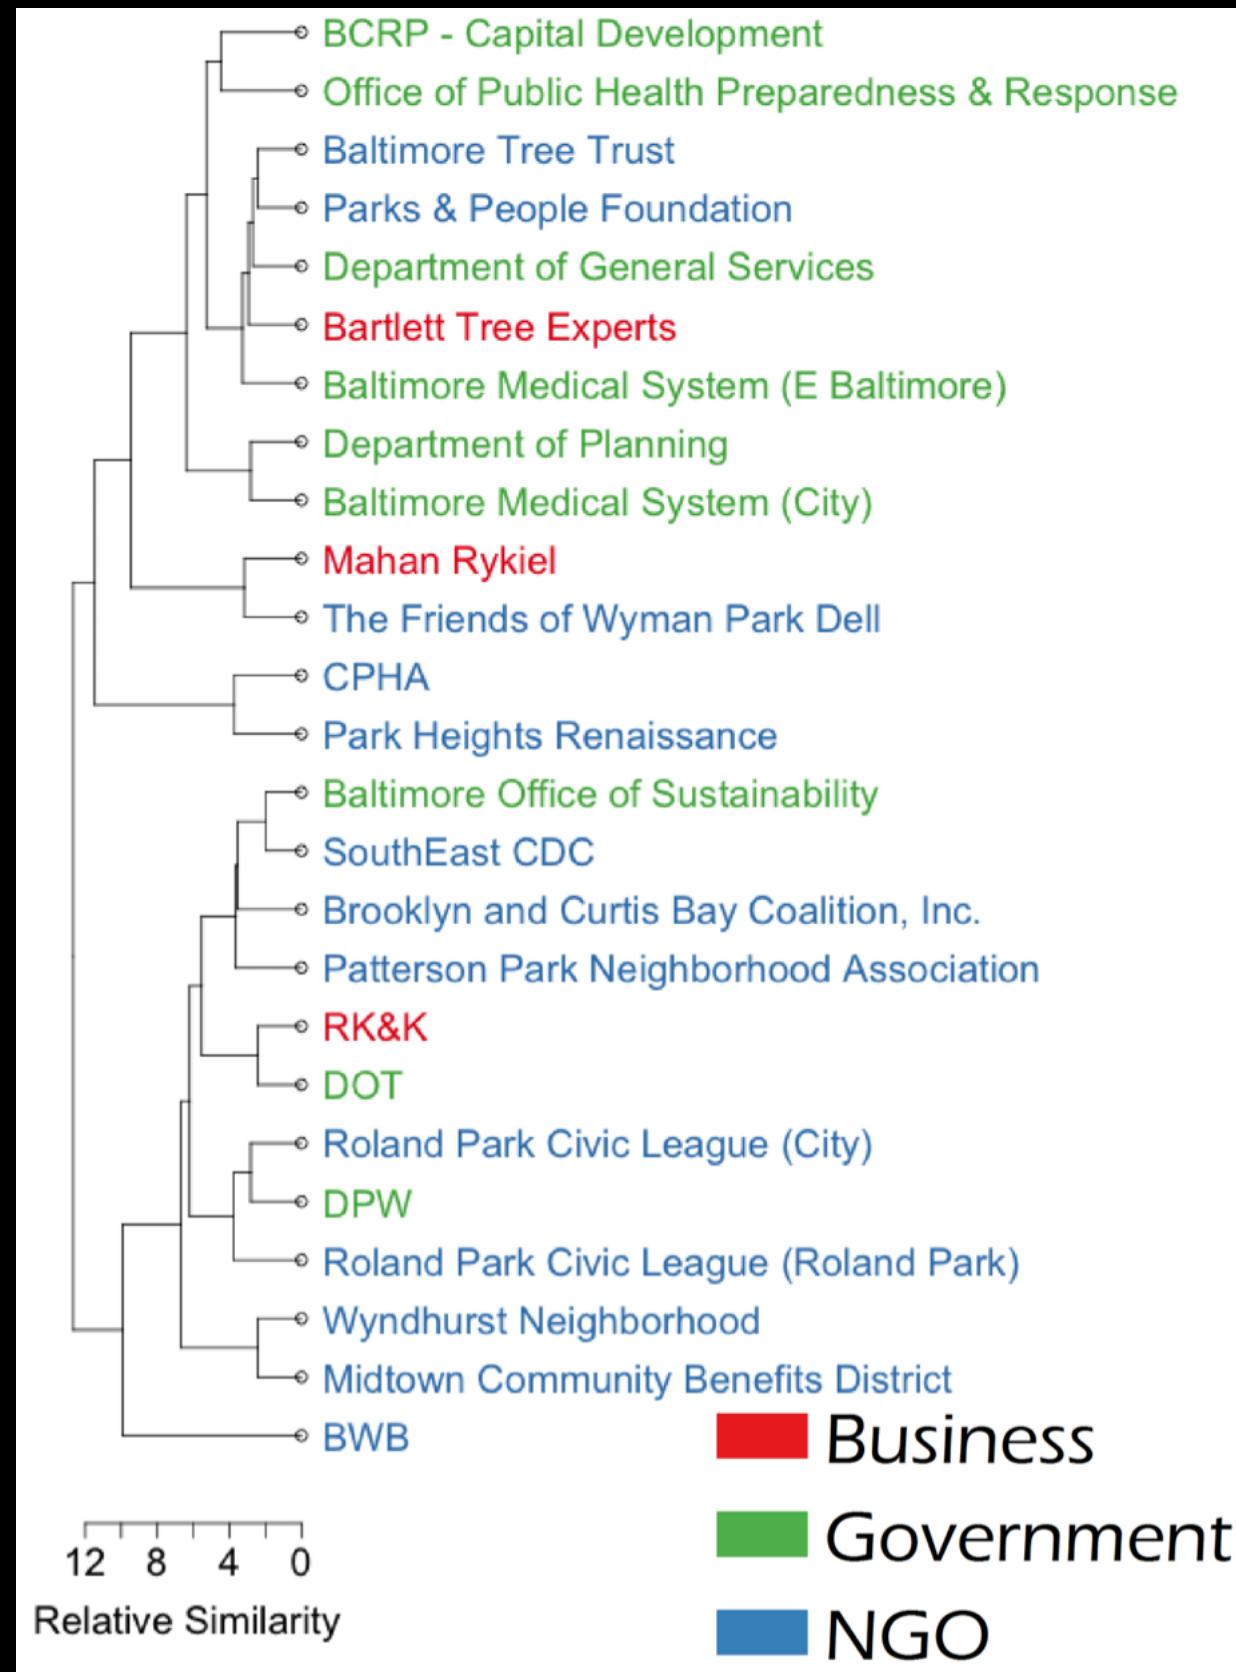 BCRP - Capital Development
Office of Public Health Preparedness & Response
Baltimore Tree Trust
Parks & People Foundation
Department of General Services
Bartlett Tree Experts
Baltimore Medical System (E Baltimore)
Department of Planning
Baltimore Medical System (City)
Mahan Rykiel
The Friends of Wyman Park Dell
CPHA
Park Heights Renaissance
Baltimore Office of Sustainability
SouthEast CDC
Brooklyn and Curtis Bay Coalition, Inc.
Patterson Park Neighborhood Association
RK&K
DOT
Roland Park Civic League (City)
DPW
Roland Park Civic League (Roland Park)
Wyndhurst Neighborhood
Midtown Community Benefits District
BWB
Business
Government
NGO
12 8 4 0
Relative Similarity